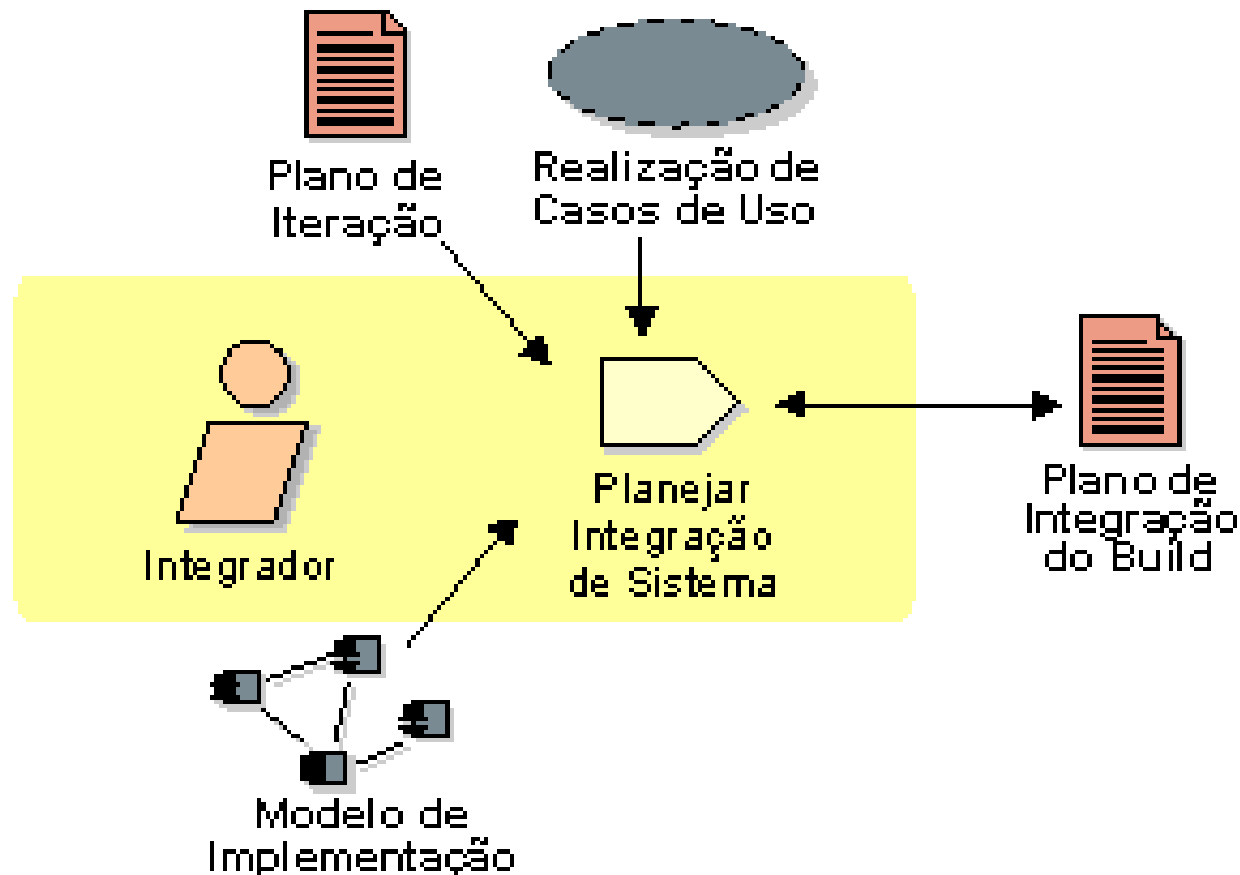 Plano de
Iteração
Realização de
Casos de Uso
Integrador
Planejar
Integração
de Sistema
Plano de
Integração
do Build
Modelo de
Implementação